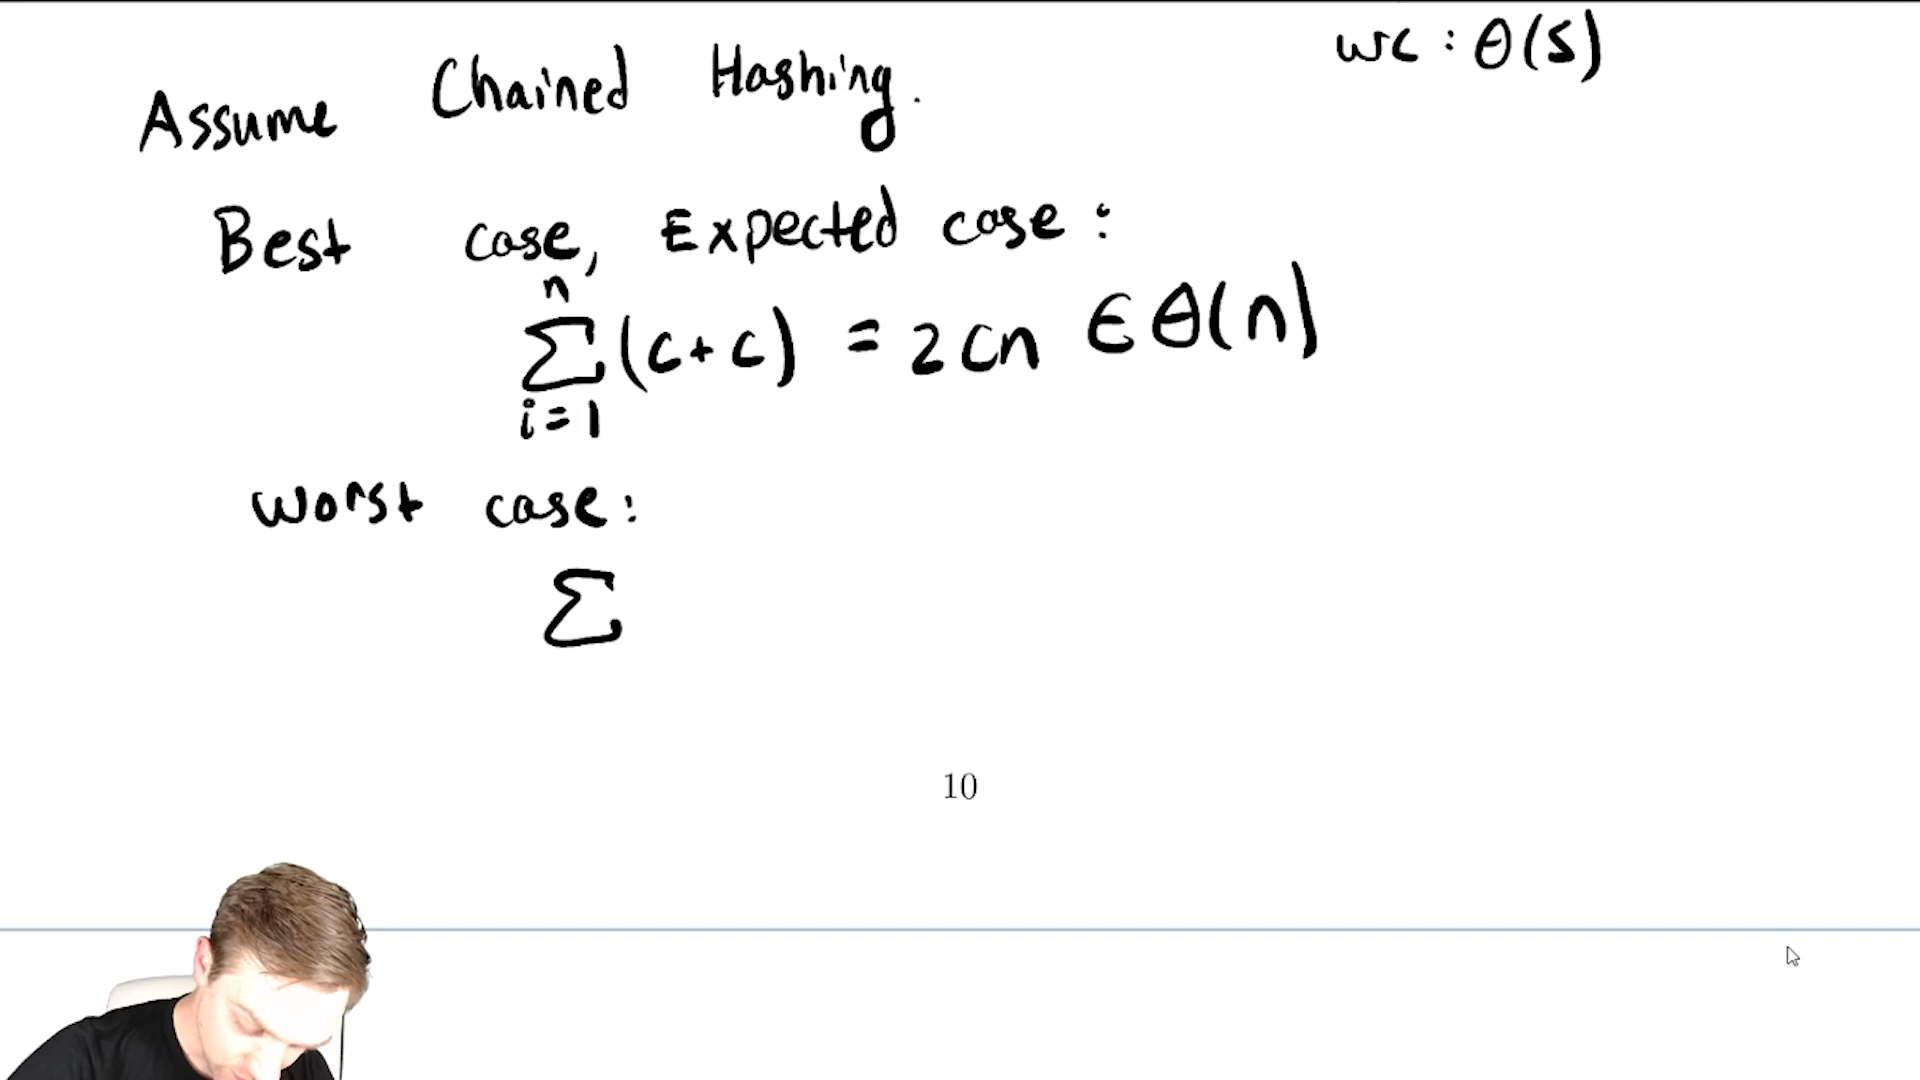 wc : Θ(s)
Assume Chained Hashing.
Best case, Expected case :
n
∑ (c + c) = 2cn ∈ Θ(n)
i = 1
worst case :
∑
10